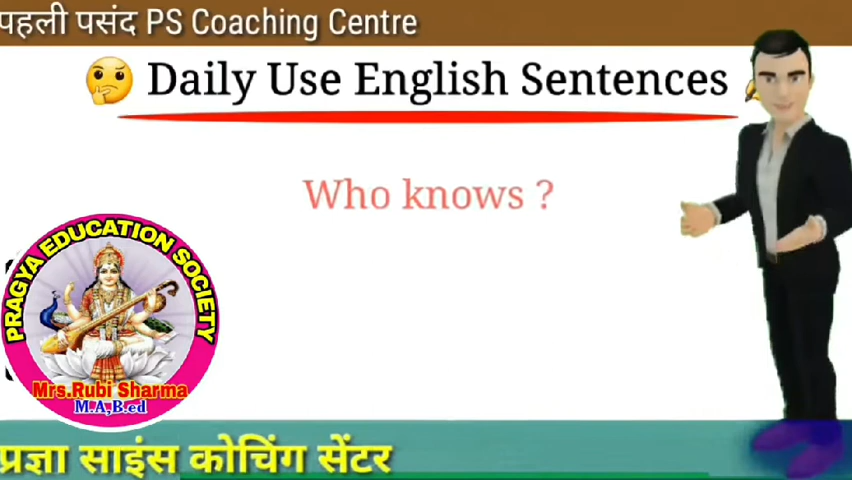 पहली पसंद PS Coaching Centre
Daily Use English Sentences
Who knows ?
PRAGYA EDUCATION SOCIETY
Mrs.Rubi Sharma
M.A,B.ed
प्रज्ञा साइंस कोचिंग सेंटर